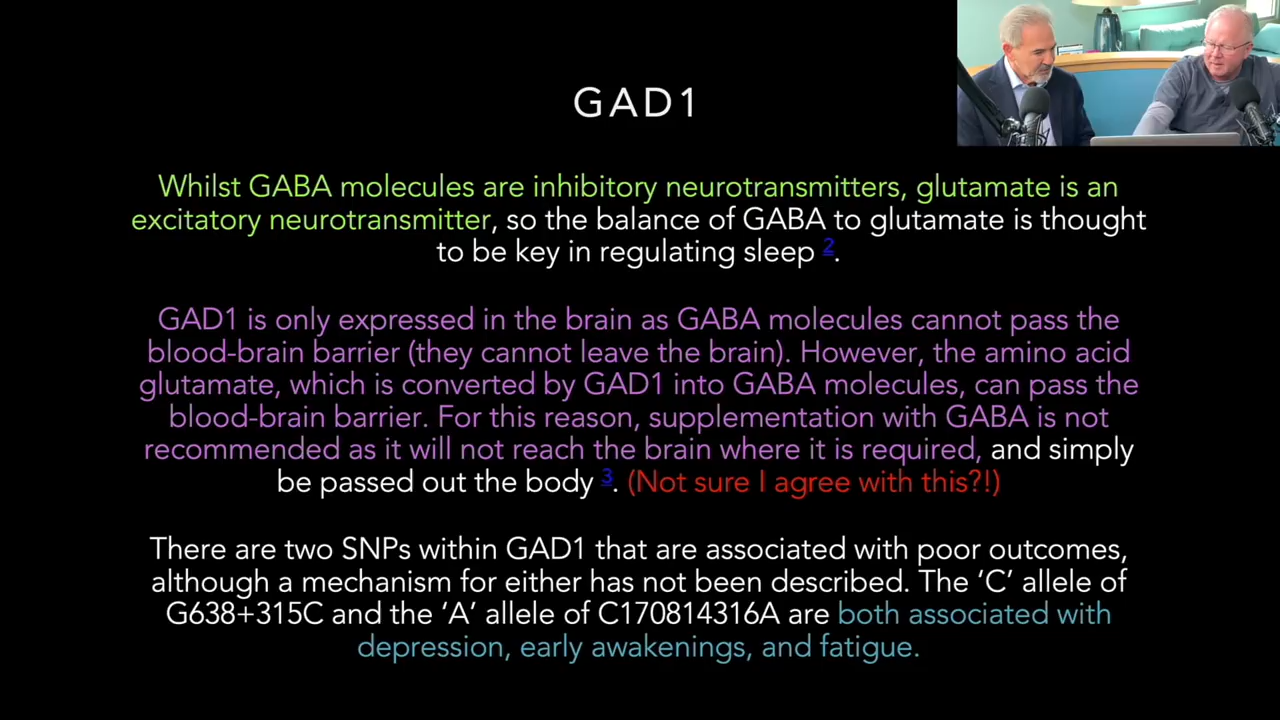 GAD1
Whilst GABA molecules are inhibitory neurotransmitters, glutamate is an
excitatory neurotransmitter, so the balance of GABA to glutamate is thought
to be key in regulating sleep 2.
GAD1 is only expressed in the brain as GABA molecules cannot pass the
blood-brain barrier (they cannot leave the brain). However, the amino acid
glutamate, which is converted by GAD1 into GABA molecules, can pass the
blood-brain barrier. For this reason, supplementation with GABA is not
recommended as it will not reach the brain where it is required, and simply
be passed out the body 3. (Not sure I agree with this?!)
There are two SNPs within GAD1 that are associated with poor outcomes,
although a mechanism for either has not been described. The ‘C’ allele of
G638+315C and the ‘A’ allele of C170814316A are both associated with
depression, early awakenings, and fatigue.